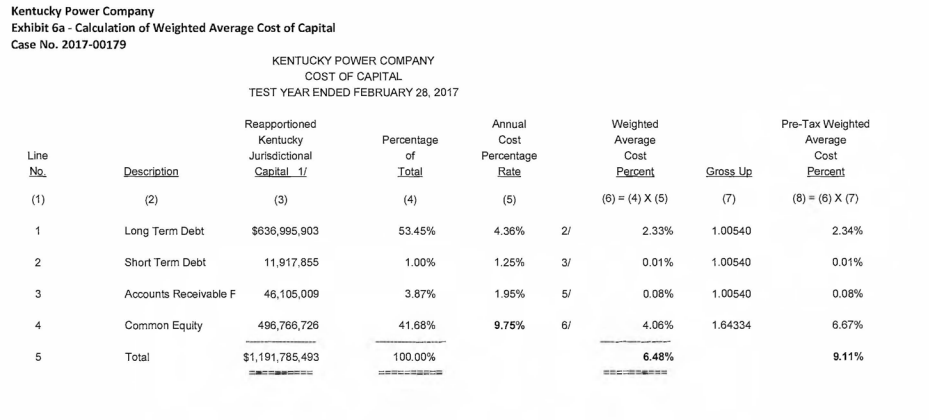 Kentucky Power Company
Exhibit 6a - Calculation of Weighted Average Cost of Capital
Case No. 2017-00179
KENTUCKY POWER COMPANY
COST OF CAPITAL
TEST YEAR ENDED FEBRUARY 28, 2017
Reapportioned Annual Weighted Pre-Tax Weighted
Kentucky Percentage Cost Average Average
Line Jurisdictional of Percentage Cost Cost
No. Description Capital 1/ Total Rate Percent Gross Up Percent
(1) (2) (3) (4) (5) (6) = (4) X (5) (7) (8) = (6) X (7)
1 Long Term Debt $636,995,903 53.45% 4.36% 2/ 2.33% 1.00540 2.34%
2 Short Term Debt 11,917,855 1.00% 1.25% 3/ 0.01% 1.00540 0.01%
3 Accounts Receivable F 46,105,009 3.87% 1.95% 5/ 0.08% 1.00540 0.08%
4 Common Equity 496,766,726 41.68% 9.75% 6/ 4.06% 1.64334 6.67%
5 Total $1,191,785,493 100.00% 6.48% 9.11%